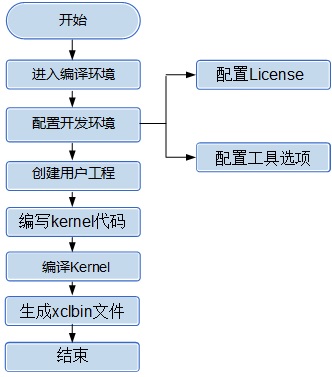 开始
进入编译环境
配置License
配置开发环境
配置工具选项
创建用户工程
编写kernel代码
编译Kernel
生成xclbin文件
结束